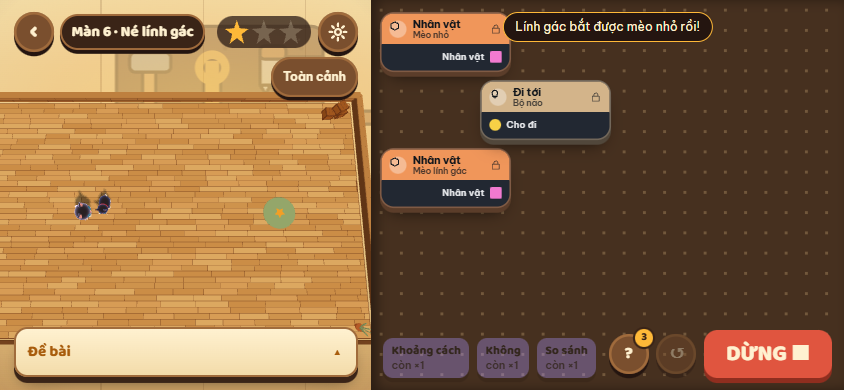 Màn 6 · Né lính gác
Toàn cảnh
Đề bài
Nhân vật
Mèo nhỏ
Nhân vật
Lính gác bắt được mèo nhỏ rồi!
Đi tới
Bộ não
Cho đi
Nhân vật
Mèo lính gác
Nhân vật
Khoảng cách
còn ×1
Không
còn ×1
So sánh
còn ×1
?
3
DỪNG